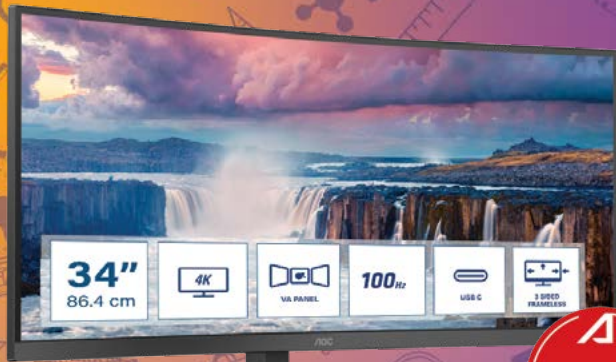 34"
86.4 cm
4K
VA PANEL
100Hz
USB C
3 SIDED
FRAMELESS
AOC